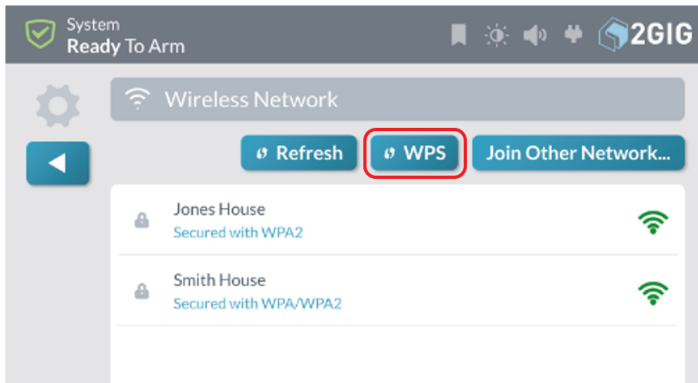 System
Ready To Arm
2GIG
Wireless Network
Refresh
WPS
Join Other Network...
Jones House
Secured with WPA2
Smith House
Secured with WPA/WPA2